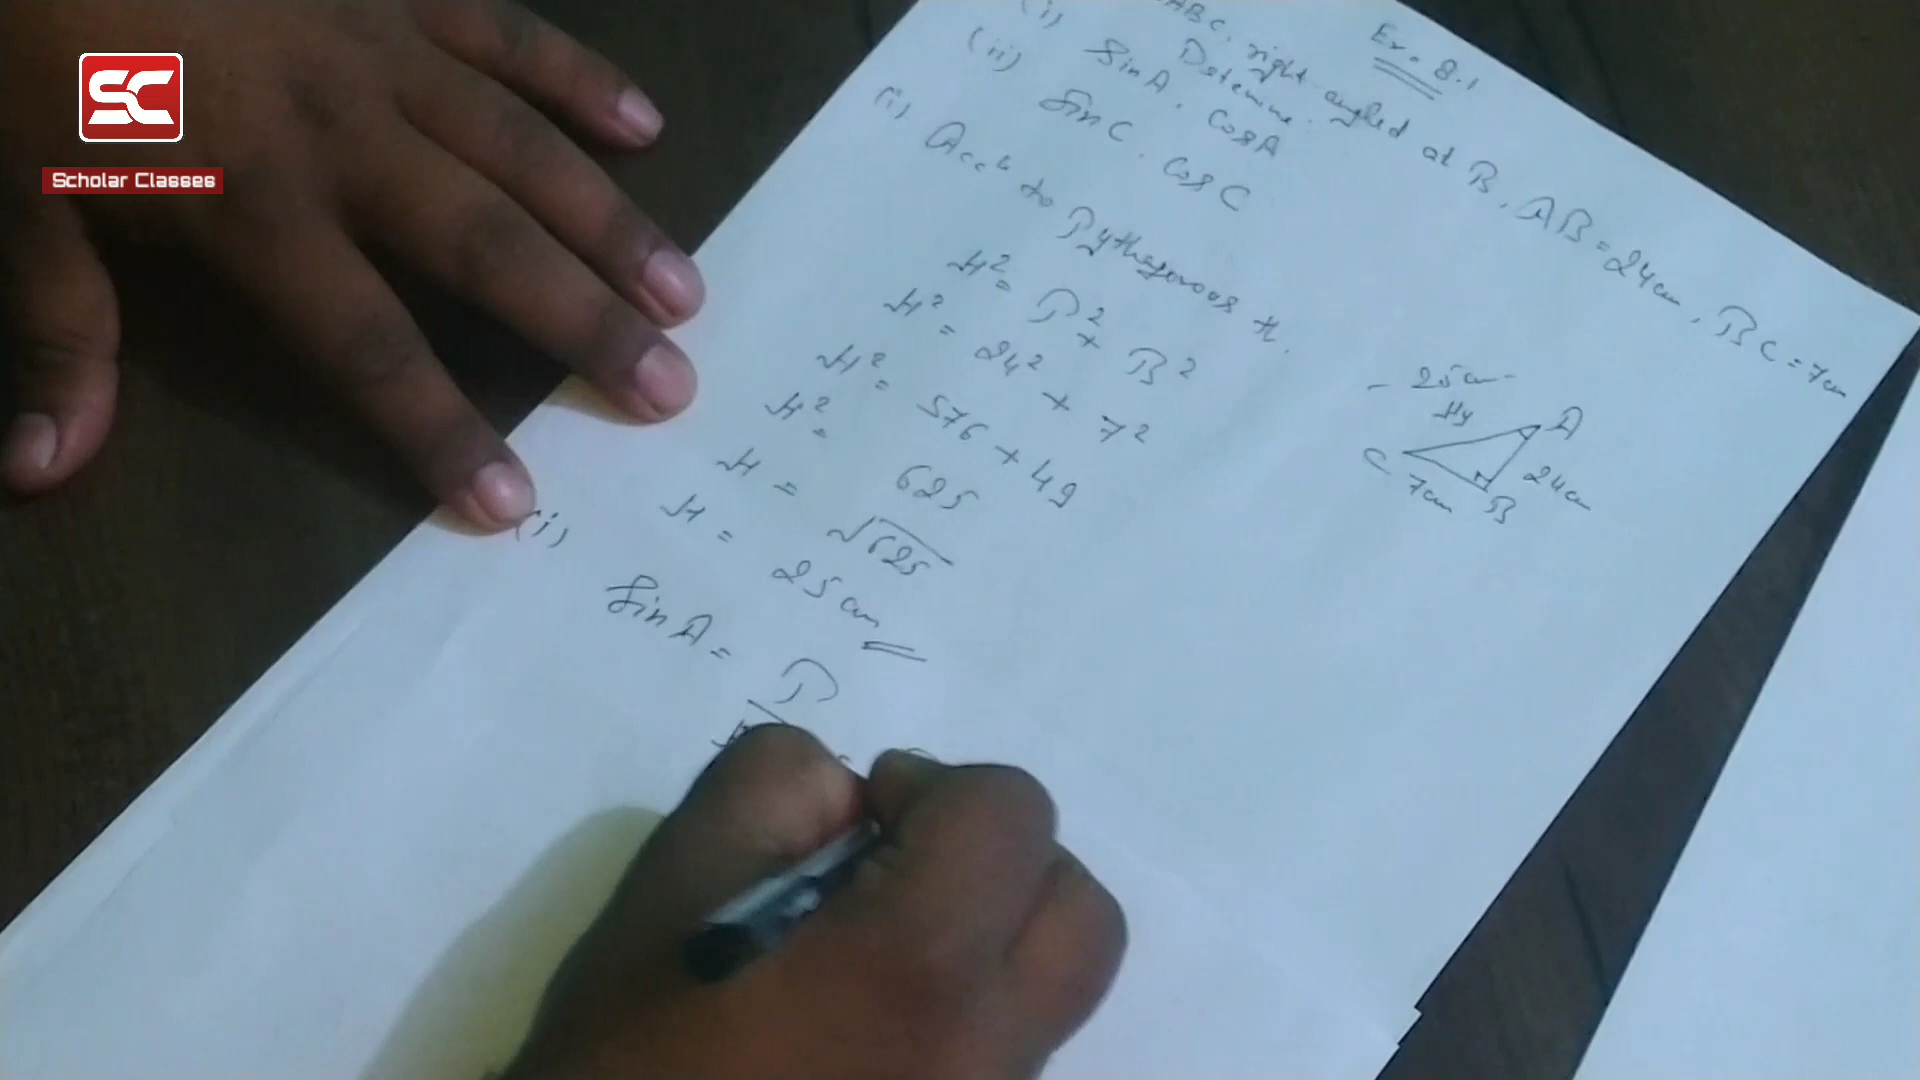 SC
Scholar Classes
Ex. 8.1
ABC, right angled at B, AB = 24cm, BC = 7cm
Determine.
(i) Sin A, Cos A
(ii) Sin C, Cos C
(i) Acc to Pythagoroos th.
H² = P² + B²
H² = 24² + 7²
H² = 576 + 49
H² = 625
H = √625
H = 25 cm
25cm
Hy
A
C
24cm
7cm
B
(i)
Sin A = P